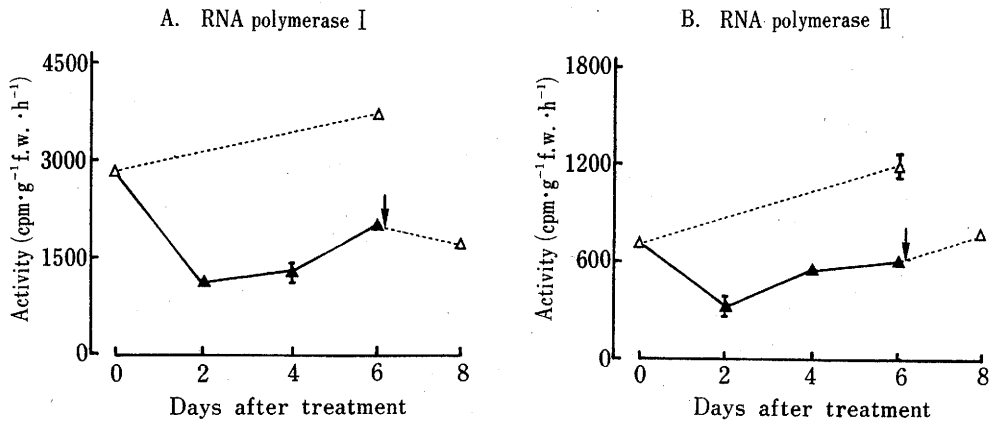 A. RNA polymerase I
Activity (cpm·g⁻¹f.w.·h⁻¹)
4500
3000
1500
0
0 2 4 6 8
Days after treatment
B. RNA polymerase II
Activity (cpm·g⁻¹f.w.·h⁻¹)
1800
1200
600
0
0 2 4 6 8
Days after treatment